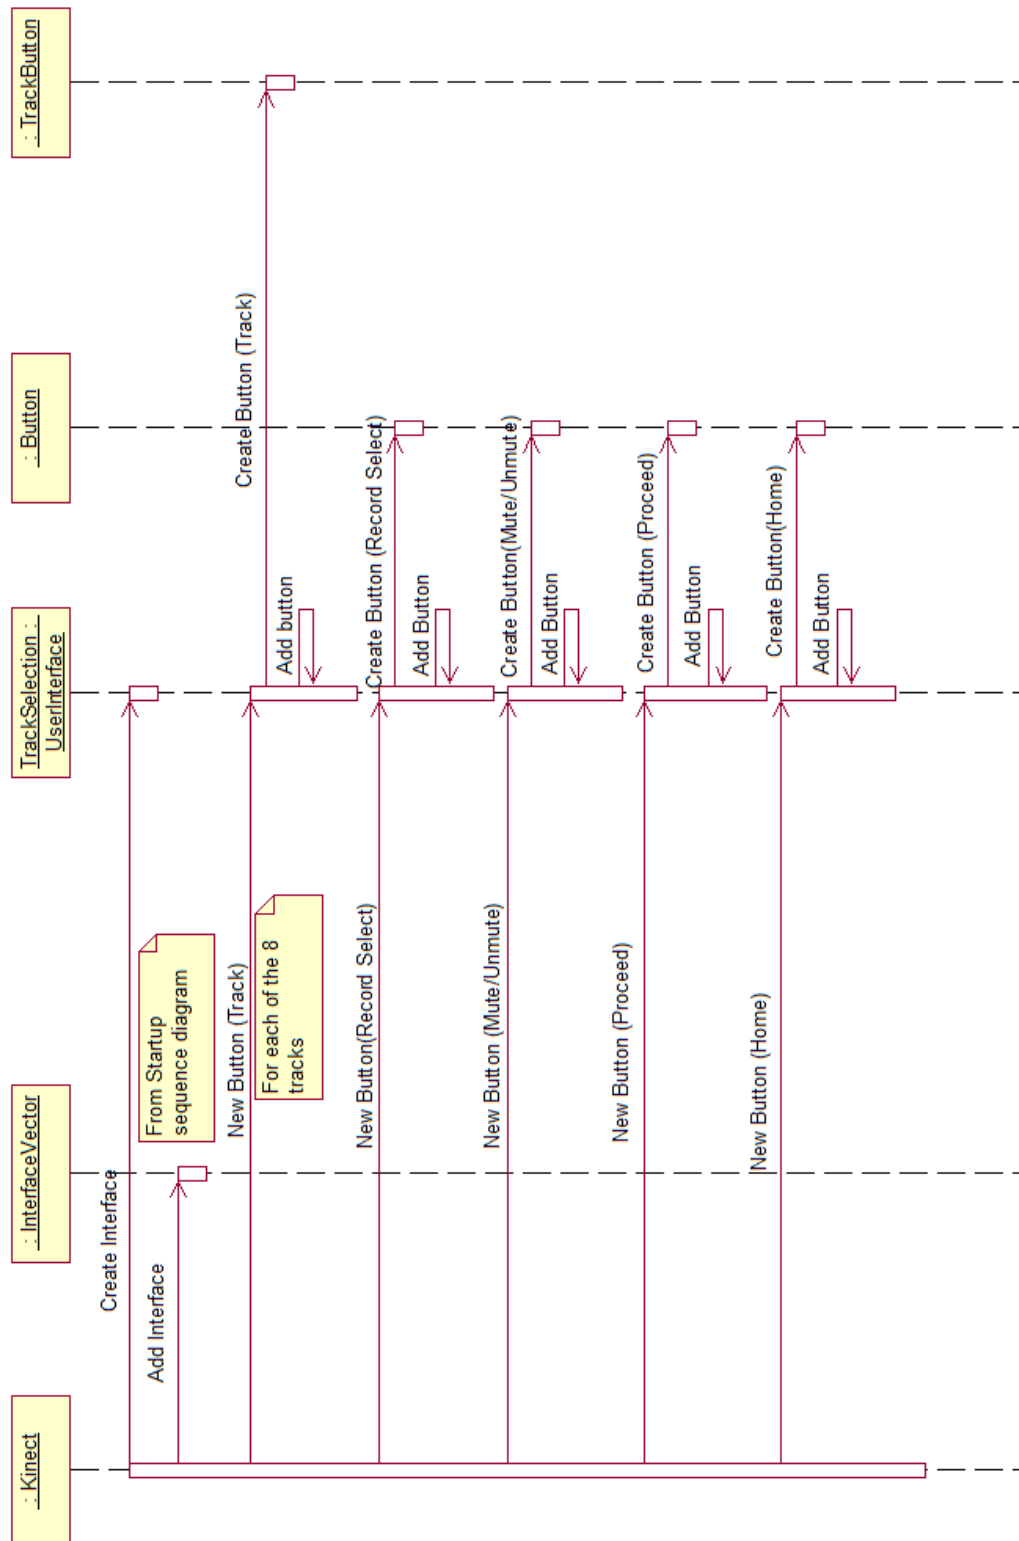 : Kinect
: InterfaceVector
TrackSelection :
UserInterface
: Button
: TrackButton
Create Interface
Add Interface
From Startup
sequence diagram
New Button (Track)
For each of the 8
tracks
Create Button (Track)
Add button
New Button(Record Select)
Create Button (Record Select)
Add Button
New Button (Mute/Unmute)
Create Button(Mute/Unmute)
Add Button
New Button (Proceed)
Create Button (Proceed)
Add Button
New Button (Home)
Create Button(Home)
Add Button